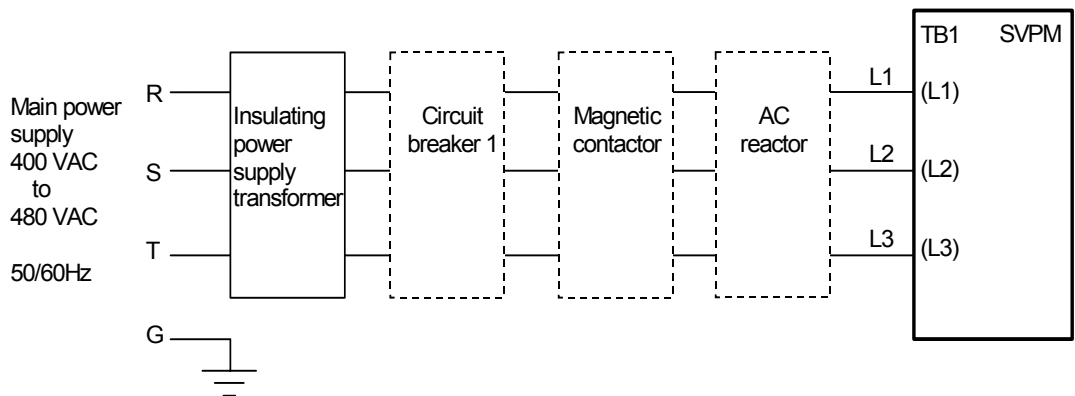 TB1 SVPM
L1
(L1)
R
Main power
supply
400 VAC
to
480 VAC
50/60Hz
Insulating
power
supply
transformer
Circuit
breaker 1
Magnetic
contactor
AC
reactor
S
L2
(L2)
T
L3
(L3)
G